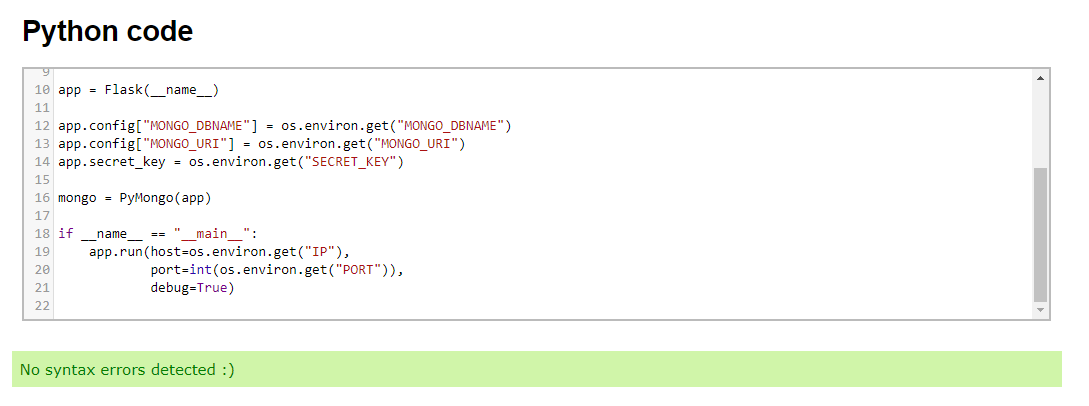 Python code
9
10 app = Flask(__name__)
11
12 app.config["MONGO_DBNAME"] = os.environ.get("MONGO_DBNAME")
13 app.config["MONGO_URI"] = os.environ.get("MONGO_URI")
14 app.secret_key = os.environ.get("SECRET_KEY")
15
16 mongo = PyMongo(app)
17
18 if __name__ == "__main__":
19     app.run(host=os.environ.get("IP"),
20             port=int(os.environ.get("PORT")),
21             debug=True)
22
No syntax errors detected :)